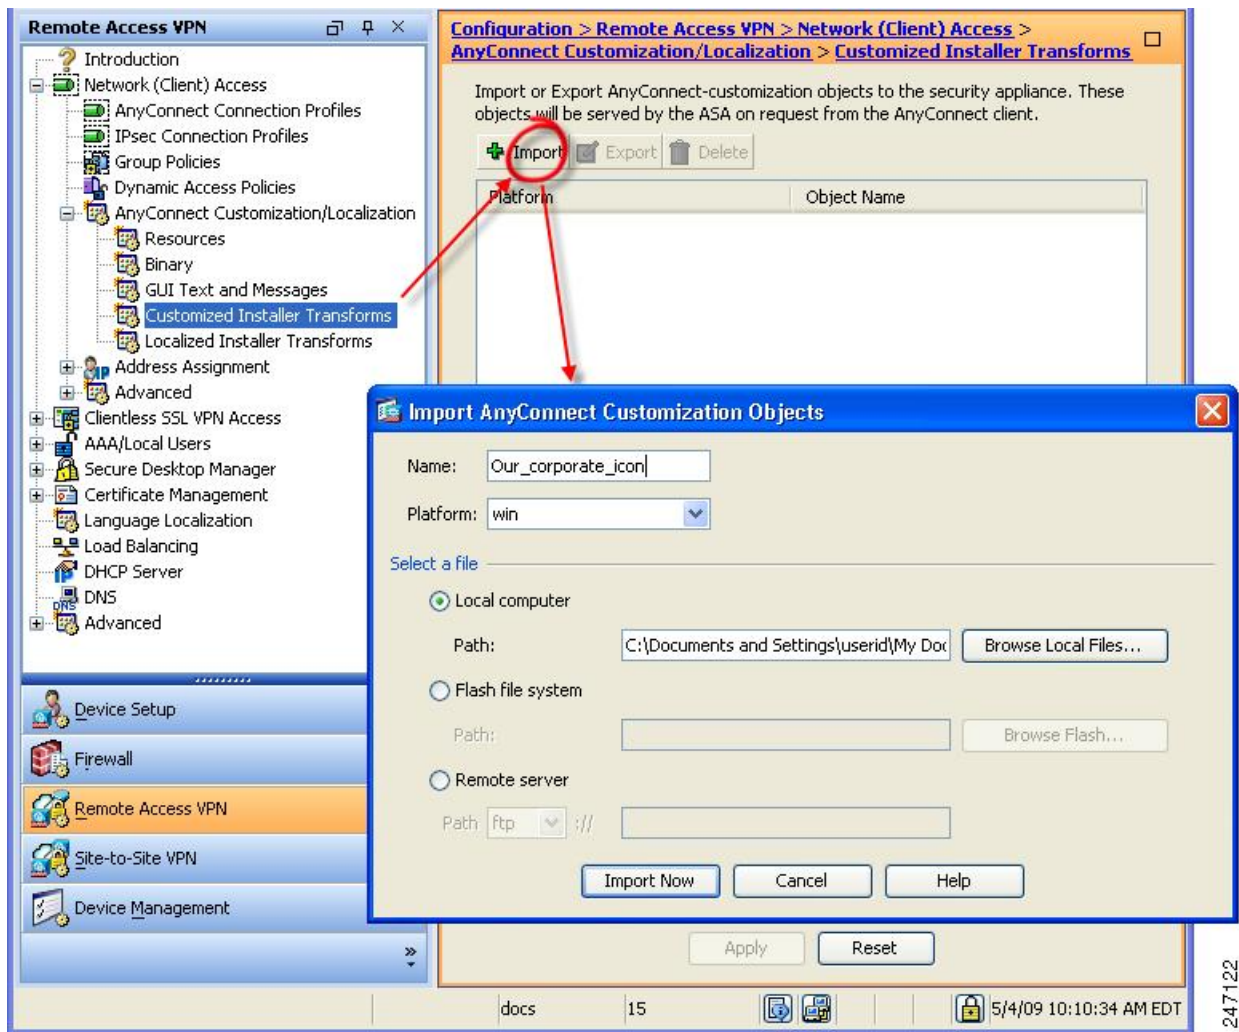 Remote Access VPN
Introduction
Network (Client) Access
AnyConnect Connection Profiles
IPsec Connection Profiles
Group Policies
Dynamic Access Policies
AnyConnect Customization/Localization
Resources
Binary
GUI Text and Messages
Customized Installer Transforms
Localized Installer Transforms
Address Assignment
Advanced
Clientless SSL VPN Access
AAA/Local Users
Secure Desktop Manager
Certificate Management
Language Localization
Load Balancing
DHCP Server
DNS
Advanced
Device Setup
Firewall
Remote Access VPN
Site-to-Site VPN
Device Management
Configuration > Remote Access VPN > Network (Client) Access >
AnyConnect Customization/Localization > Customized Installer Transforms
Import or Export AnyConnect-customization objects to the security appliance. These
objects will be served by the ASA on request from the AnyConnect client.
Import Export Delete
Platform Object Name
Import AnyConnect Customization Objects
Name: Our_corporate_icon
Platform: win
Select a file
Local computer
Path: C:\Documents and Settings\userid\My Doc Browse Local Files...
Flash file system
Path: Browse Flash...
Remote server
Path ftp ://
Import Now Cancel Help
Apply Reset
docs 15 5/4/09 10:10:34 AM EDT
247122